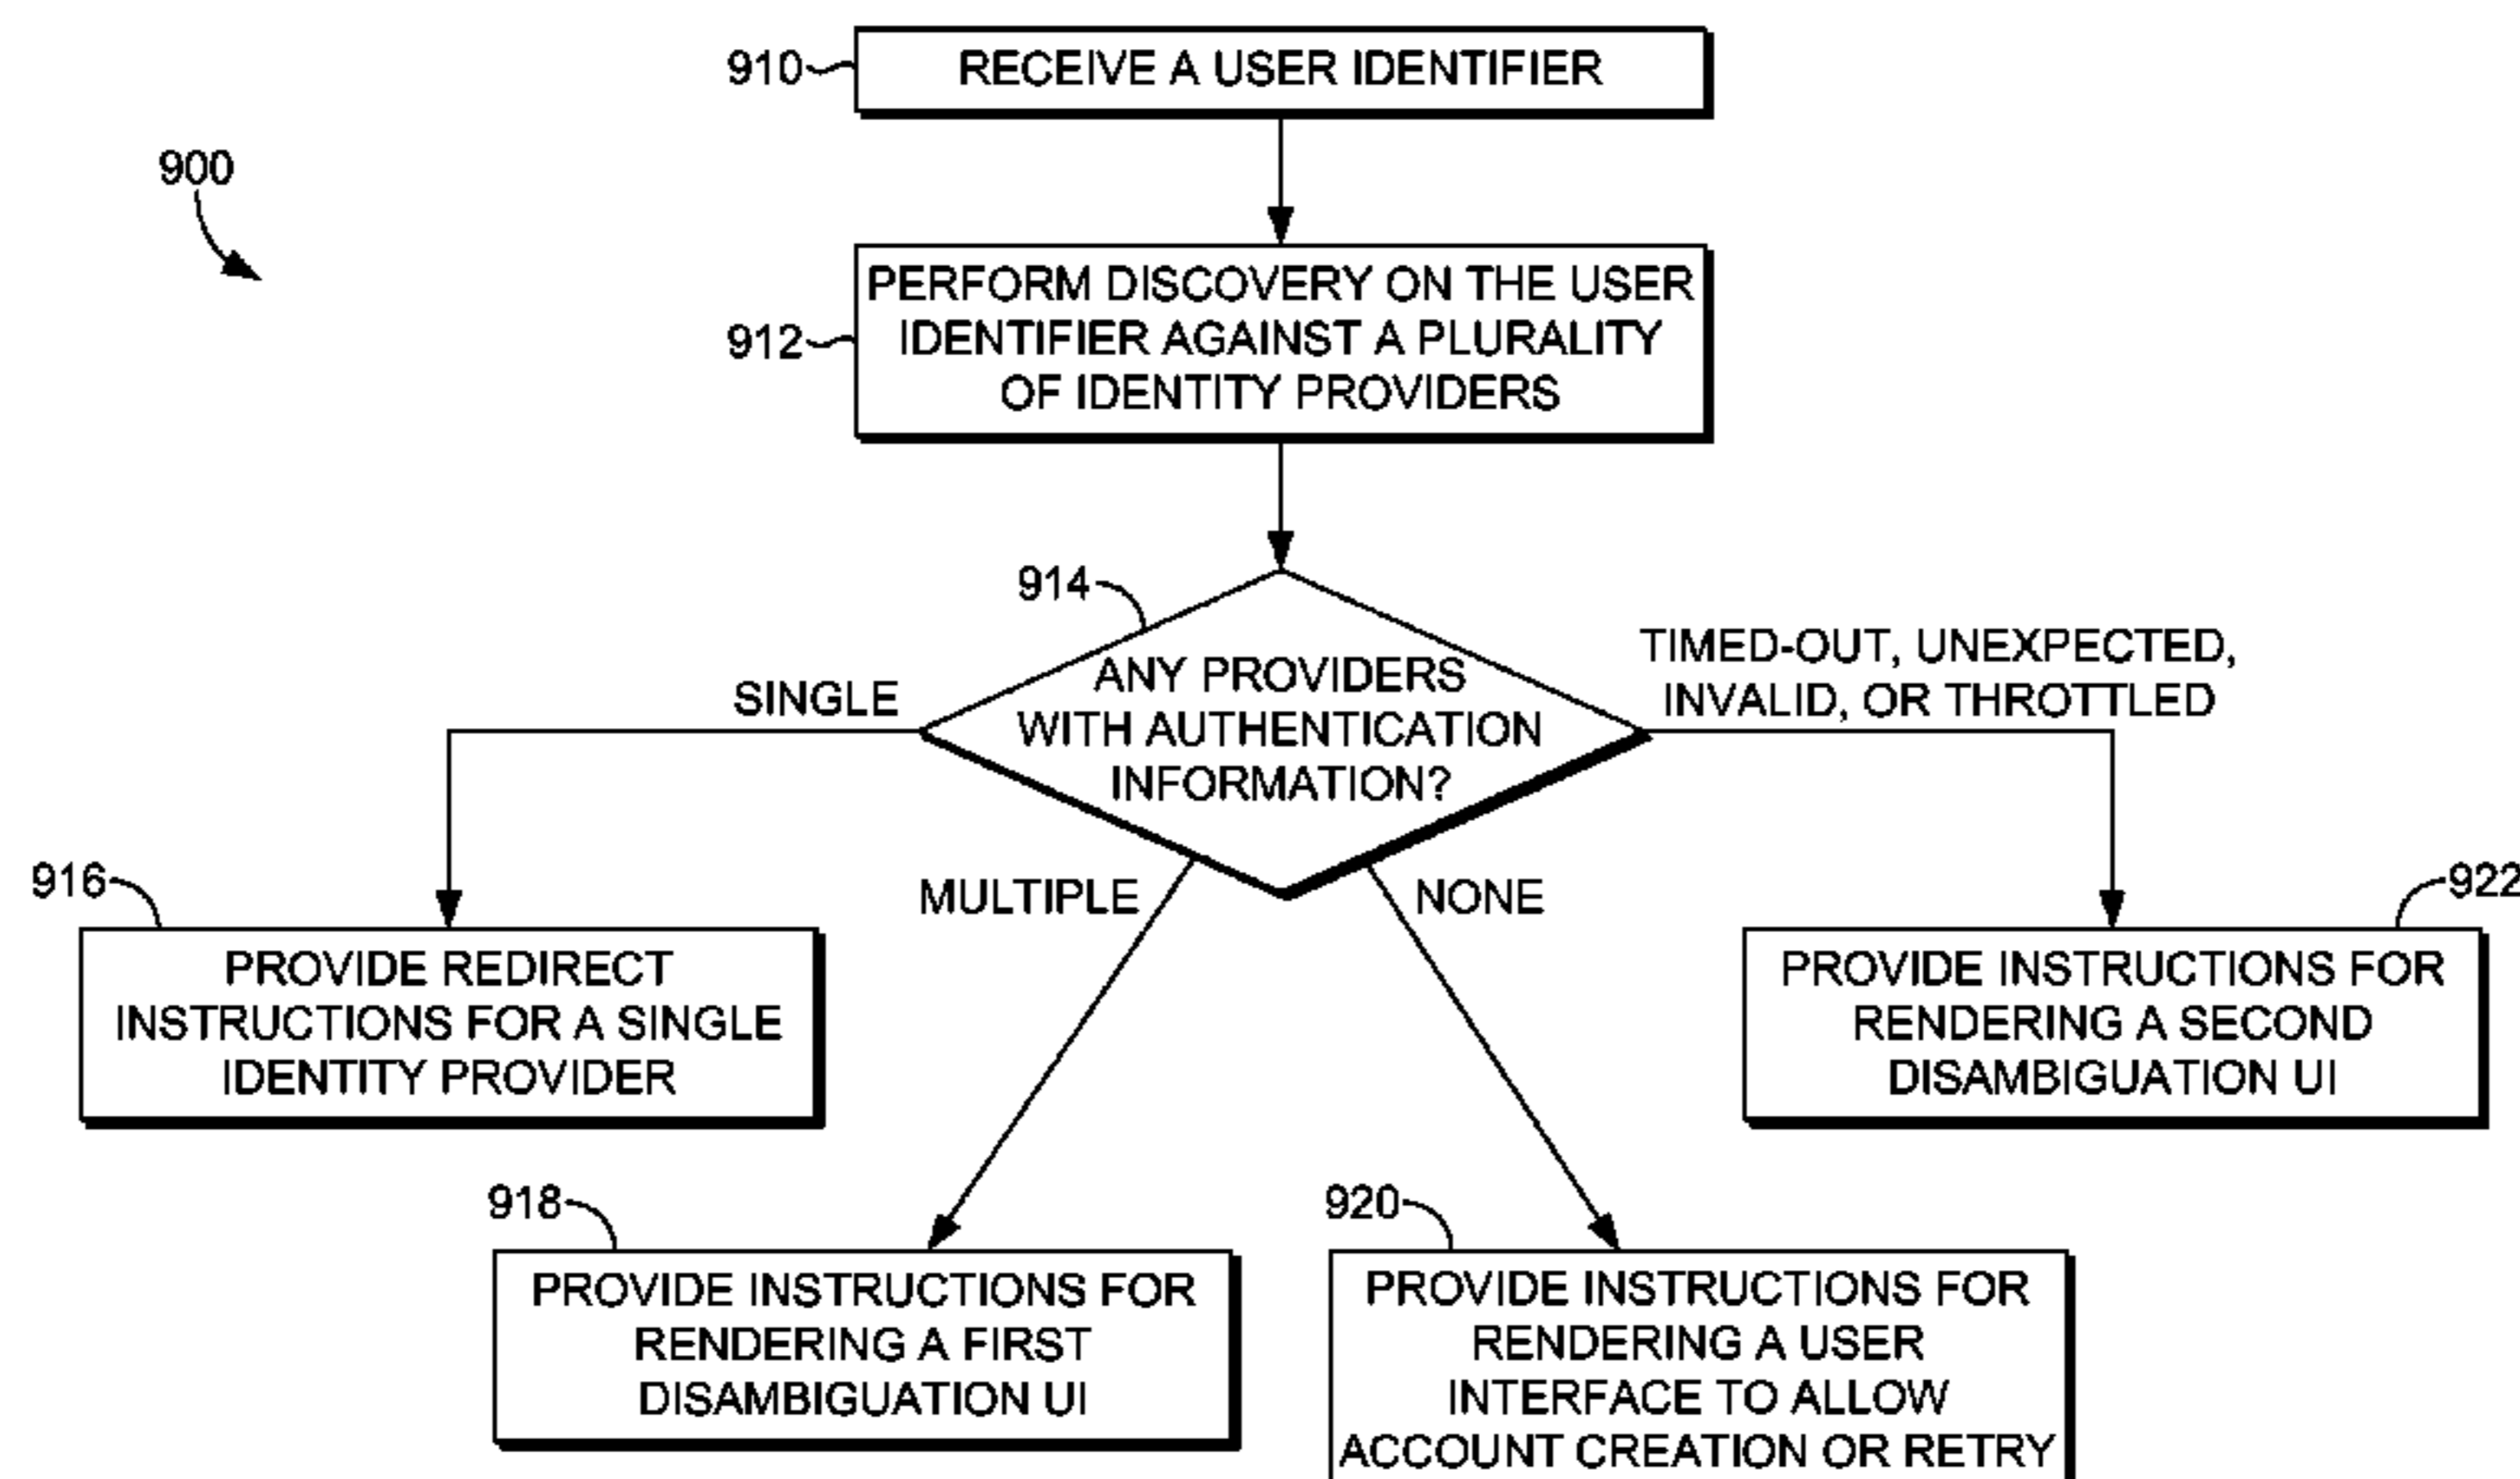 910
RECEIVE A USER IDENTIFIER
900
912
PERFORM DISCOVERY ON THE USER
IDENTIFIER AGAINST A PLURALITY
OF IDENTITY PROVIDERS
914
ANY PROVIDERS
WITH AUTHENTICATION
INFORMATION?
SINGLE
TIMED-OUT, UNEXPECTED,
INVALID, OR THROTTLED
MULTIPLE
NONE
916
PROVIDE REDIRECT
INSTRUCTIONS FOR A SINGLE
IDENTITY PROVIDER
922
PROVIDE INSTRUCTIONS FOR
RENDERING A SECOND
DISAMBIGUATION UI
918
PROVIDE INSTRUCTIONS FOR
RENDERING A FIRST
DISAMBIGUATION UI
920
PROVIDE INSTRUCTIONS FOR
RENDERING A USER
INTERFACE TO ALLOW
ACCOUNT CREATION OR RETRY